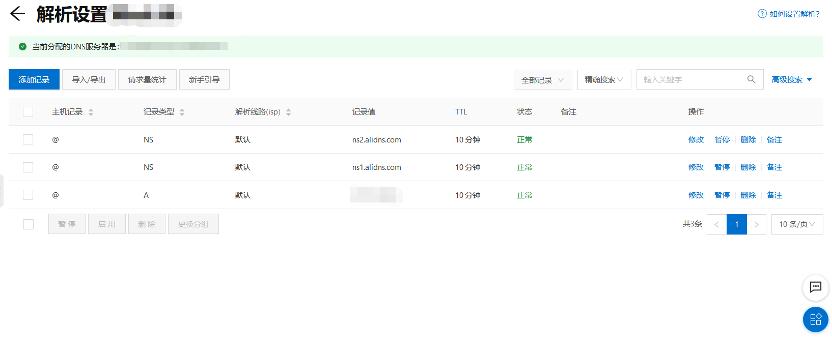 解析设置
如何设置解析?
当前分配的DNS服务器是:
添加记录 导入/导出 请求量统计 新手引导 全部记录 精确搜索 输入关键字 高级搜索
主机记录 记录类型 解析线路(isp) 记录值 TTL 状态 备注 操作
@ NS 默认 ns2.alidns.com 10 分钟 正常 修改 暂停 删除 备注
@ NS 默认 ns1.alidns.com 10 分钟 正常 修改 暂停 删除 备注
@ A 默认 10 分钟 正常 修改 暂停 删除 备注
暂 停 启 用 删 除 更换分组 共3条 1 10 条/页